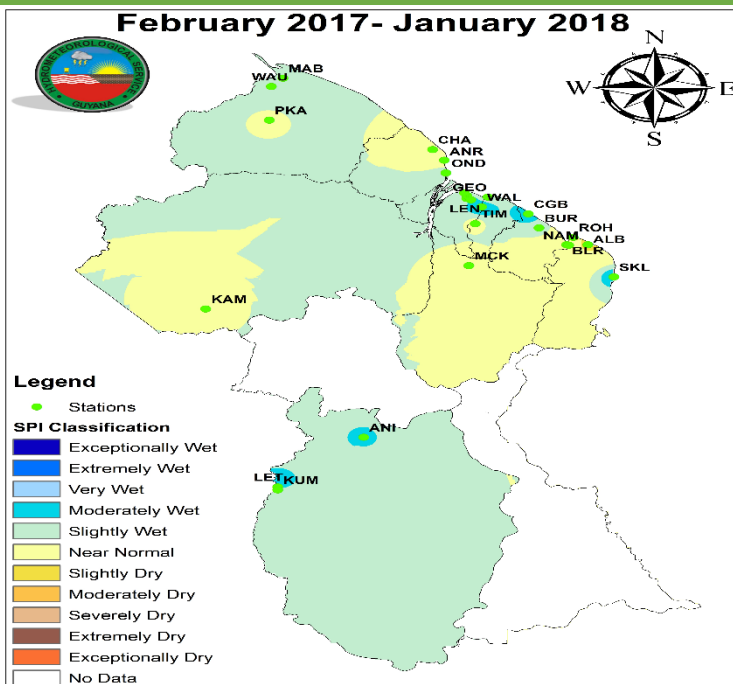 February 2017- January 2018
HYDROMETEOROLOGICAL SERVICE
GUYANA
N
W E
S
MAB
WAU
PKA
CHA
ANR
OND
GEO WAL
LEN TIM
CGB
BUR
ROH
NAM ALB
BLR
MCK
SKL
KAM
ANI
LET KUM
Legend
Stations
SPI Classification
Exceptionally Wet
Extremely Wet
Very Wet
Moderately Wet
Slightly Wet
Near Normal
Slightly Dry
Moderately Dry
Severely Dry
Extremely Dry
Exceptionally Dry
No Data